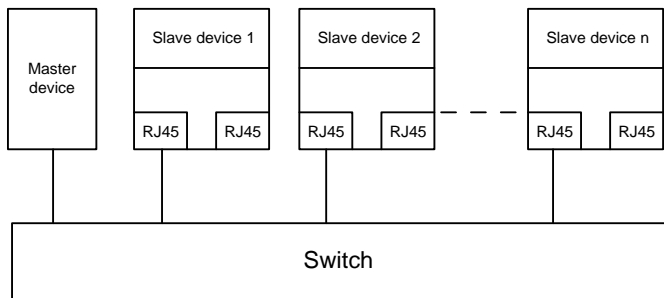 Master
device
Slave device 1
RJ45
RJ45
Slave device 2
RJ45
RJ45
Slave device n
RJ45
RJ45
Switch